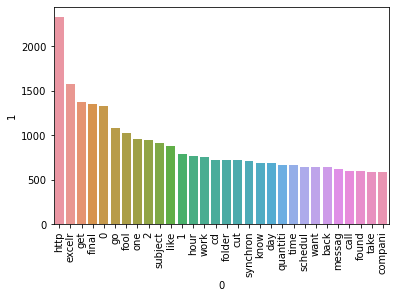 2000
1500
1000
500
0
1
http
excelr
get
final
0
go
fool
one
2
subject
like
1
hour
work
cd
folder
cut
synchron
know
day
quantiti
time
schedul
want
back
messag
call
found
take
compani
0